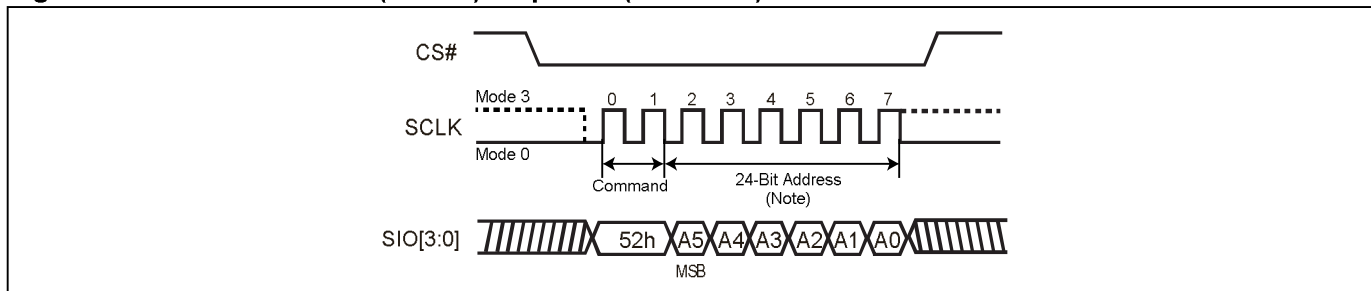 CS#
Mode 3
0 1 2 3 4 5 6 7
SCLK
Mode 0
Command
24-Bit Address
(Note)
SIO[3:0]
52h A5 A4 A3 A2 A1 A0
MSB